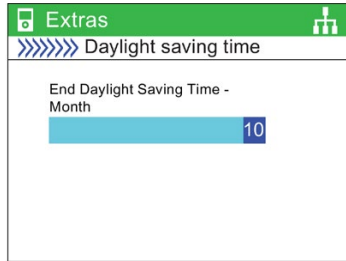 Extras
Daylight saving time
End Daylight Saving Time -
Month
10